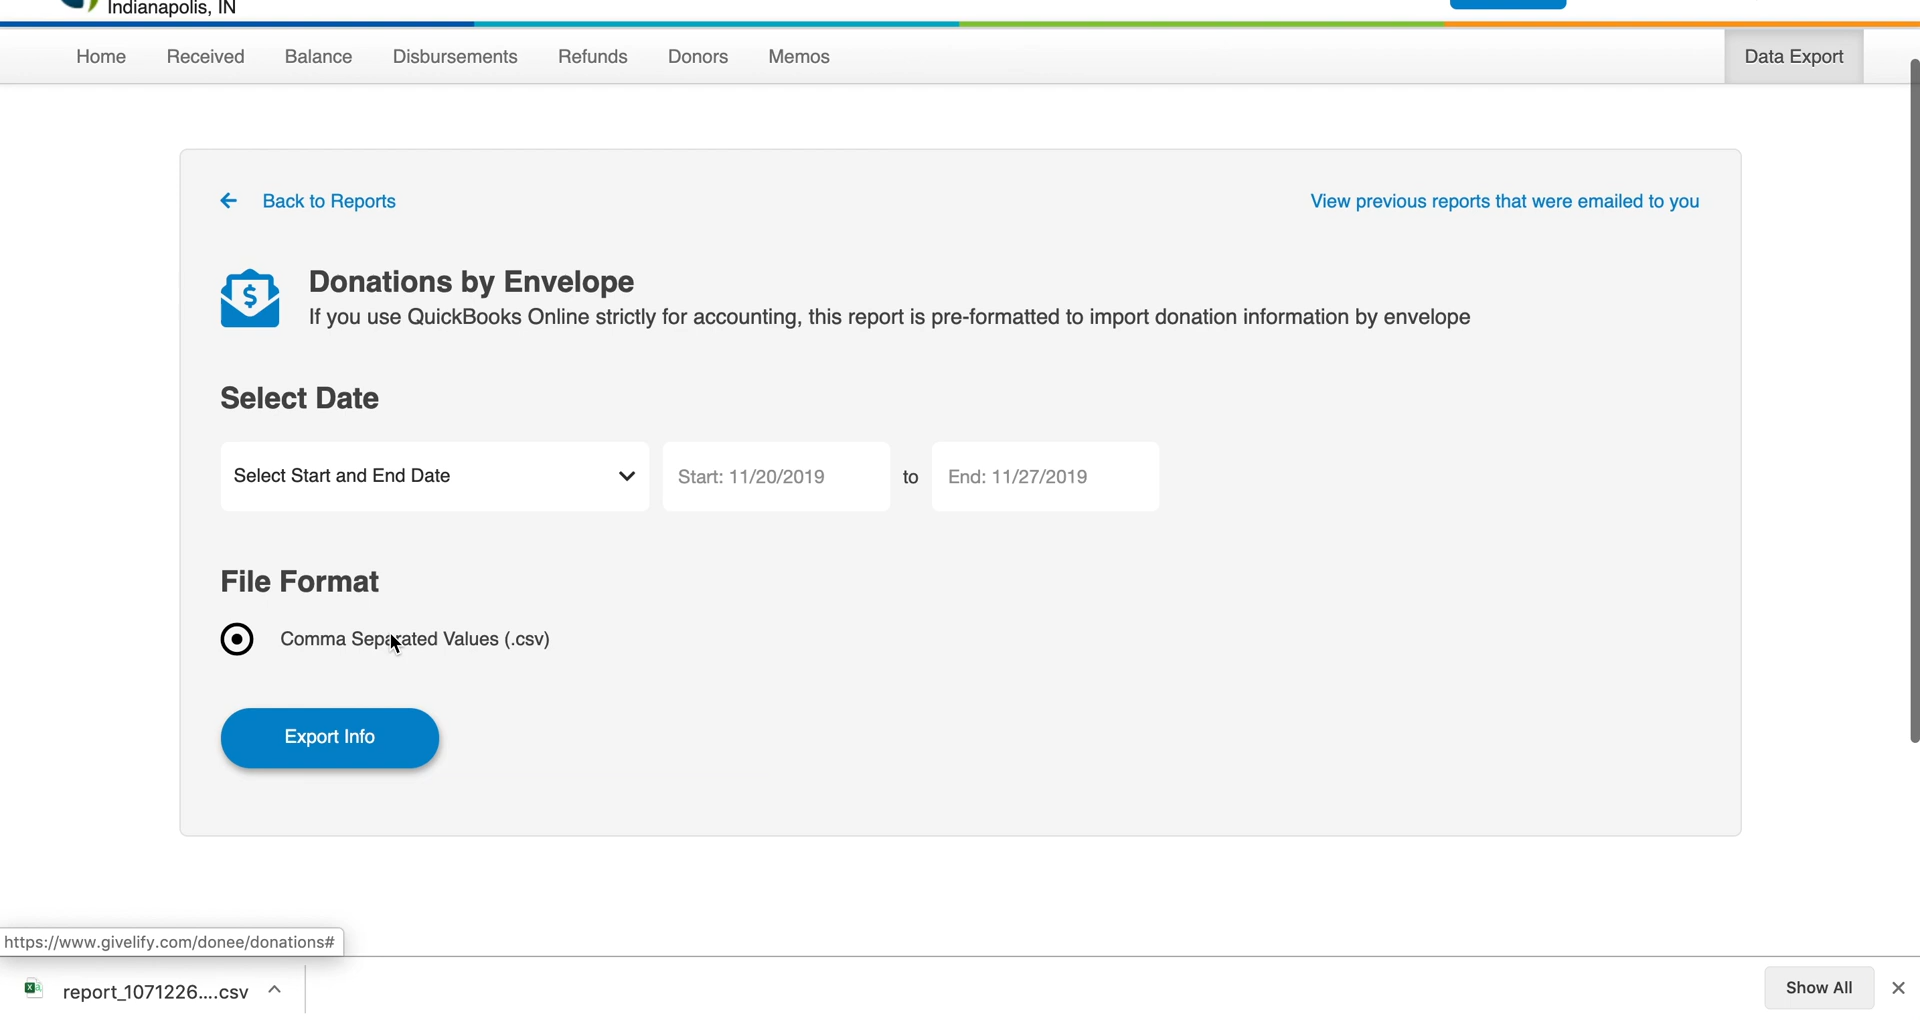 Indianapolis, IN
Home Received Balance Disbursements Refunds Donors Memos Data Export
Back to Reports View previous reports that were emailed to you
Donations by Envelope
If you use QuickBooks Online strictly for accounting, this report is pre-formatted to import donation information by envelope
Select Date
Select Start and End Date Start: 11/20/2019 to End: 11/27/2019
File Format
Comma Separated Values (.csv)
Export Info
https://www.givelify.com/donee/donations#
report_1071226....csv Show All